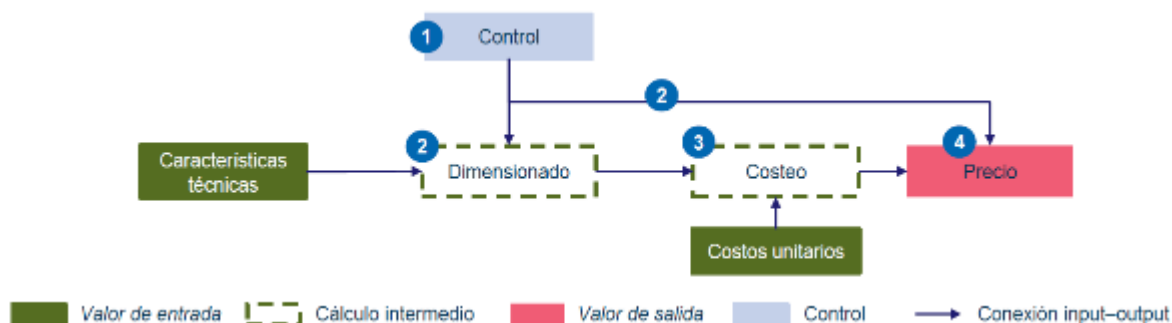 1
Control
2
Características
técnicas
2
Dimensionado
3
Costeo
4
Precio
Costos unitarios
Valor de entrada
Cálculo intermedio
Valor de salida
Control
Conexión input–output